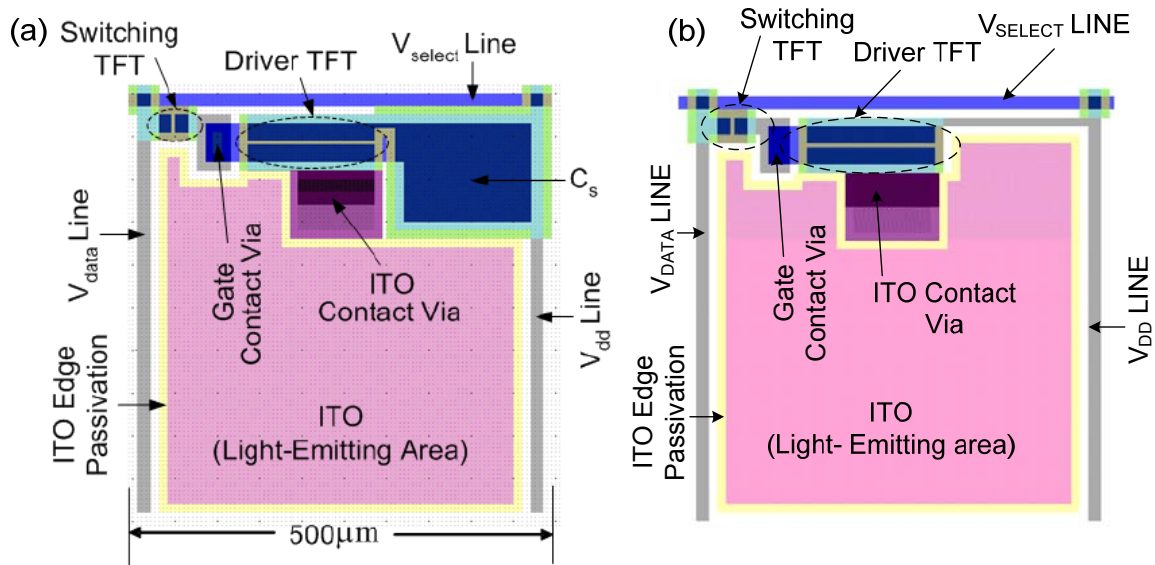 (a)
Switching
TFT
Driver TFT
Vselect Line
Cs
Vdata Line
Gate
Contact Via
ITO
Contact Via
Vdd Line
ITO Edge
Passivation
ITO
(Light-Emitting Area)
500μm
(b)
Switching
TFT
Driver TFT
VSELECT LINE
VDATA LINE
Gate
Contact Via
ITO Contact
Via
VDD LINE
ITO Edge
Passivation
ITO
(Light- Emitting area)